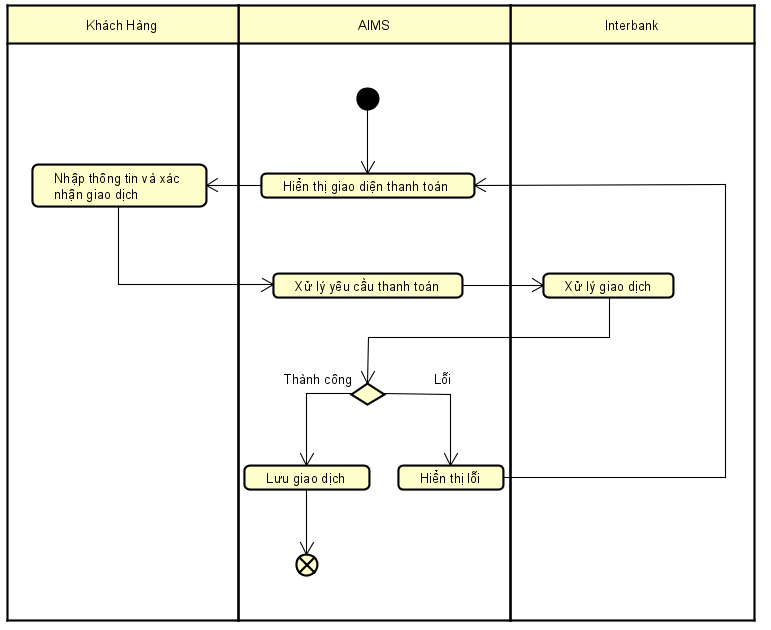 Khách Hàng
AIMS
Interbank
Hiển thị giao diện thanh toán
Nhập thông tin và xác
nhận giao dịch
Xử lý yêu cầu thanh toán
Xử lý giao dịch
Thành công
Lỗi
Lưu giao dịch
Hiển thị lỗi